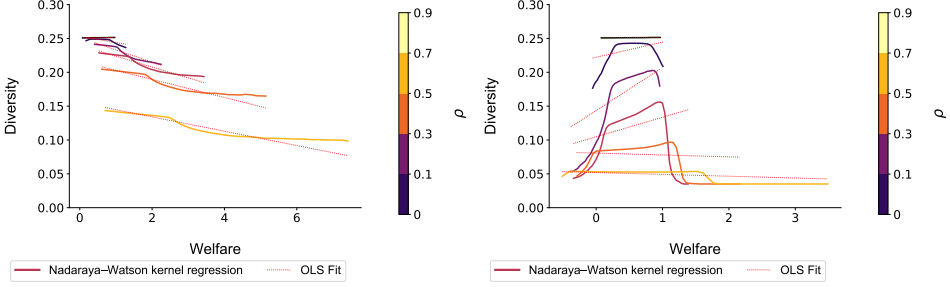 0.30
0.25
0.20
0.15
0.10
0.05
0.00
Diversity
0 2 4 6
Welfare
0.9
0.7
0.5
0.3
0.1
0
ρ
Nadaraya–Watson kernel regression OLS Fit
0.30
0.25
0.20
0.15
0.10
0.05
0.00
Diversity
0 1 2 3
Welfare
0.9
0.7
0.5
0.3
0.1
0
ρ
Nadaraya–Watson kernel regression OLS Fit